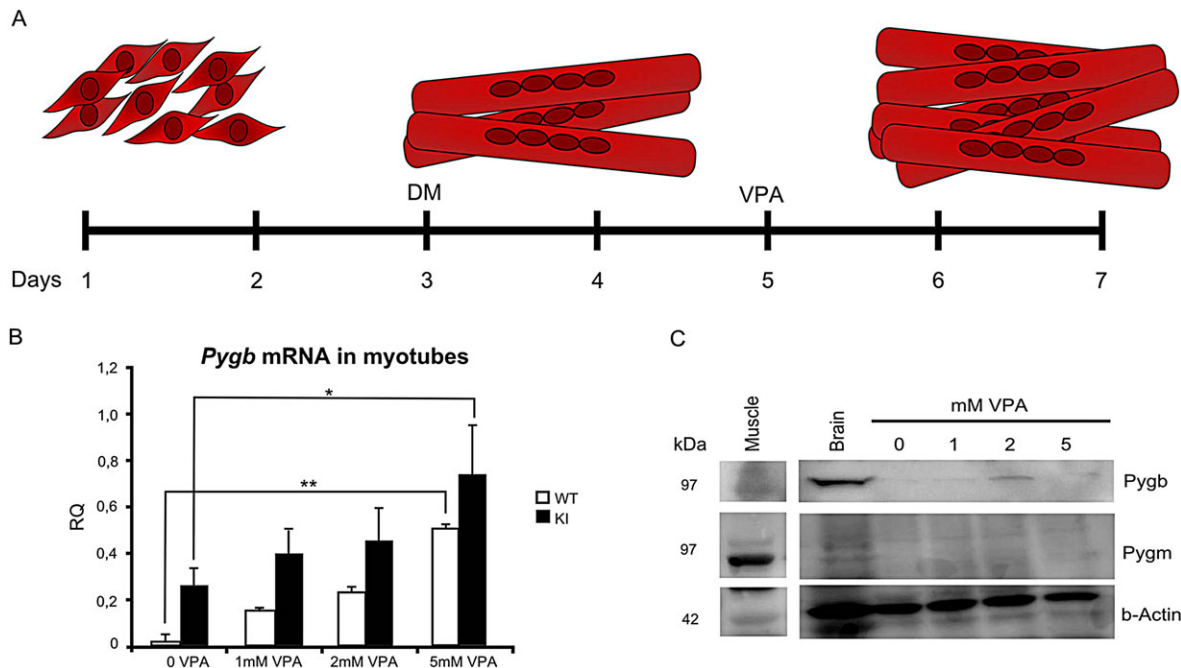 A
DM
VPA
Days 1 2 3 4 5 6 7
B
Pygb mRNA in myotubes
1,2
1,0
0,8
0,6
0,4
0,2
0
RQ
*
**
WT
KI
0 VPA 1mM VPA 2mM VPA 5mM VPA
C
mM VPA
kDa Muscle Brain 0 1 2 5
97 Pygb
97 Pygm
42 b-Actin